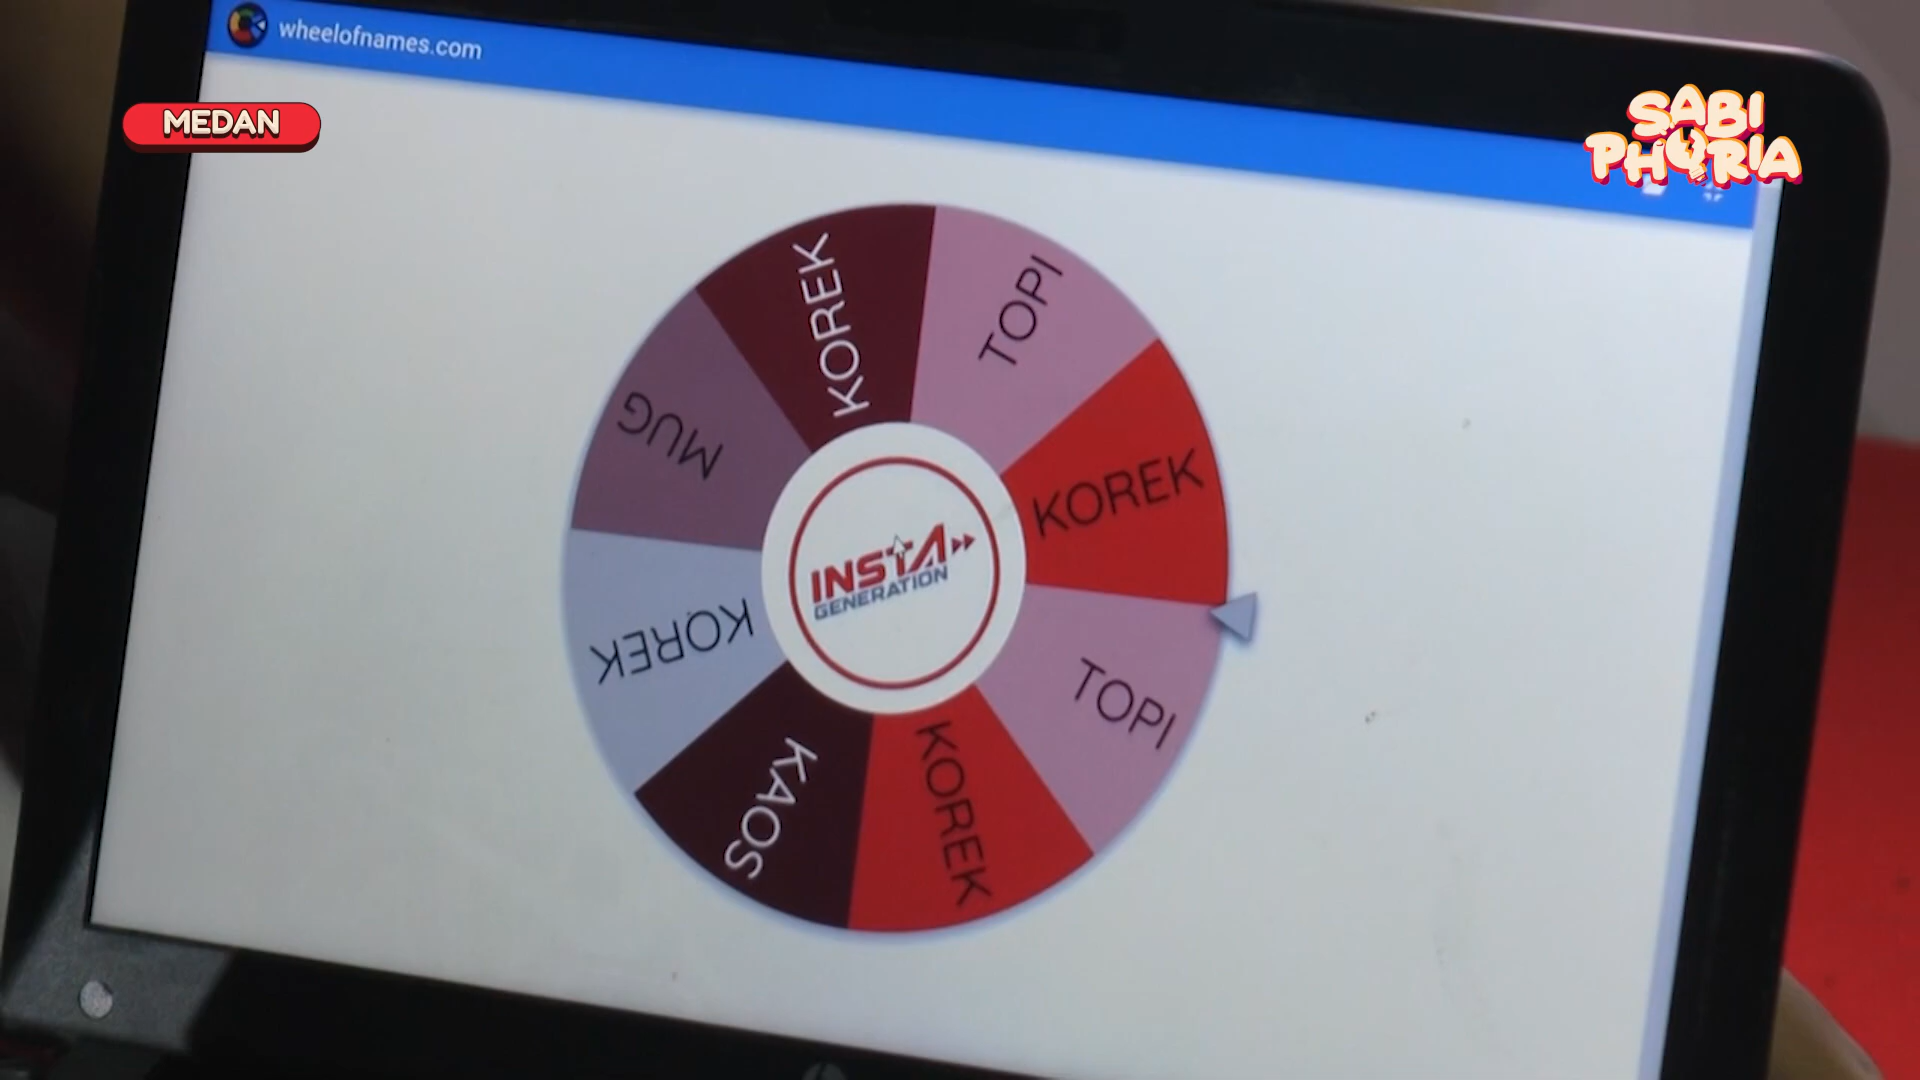 wheelofnames.com
MEDAN
SABI
PHORIA
KOREK
TOPI
KOREK
TOPI
KOREK
KAOS
KOREK
MUG
INSTA
GENERATION